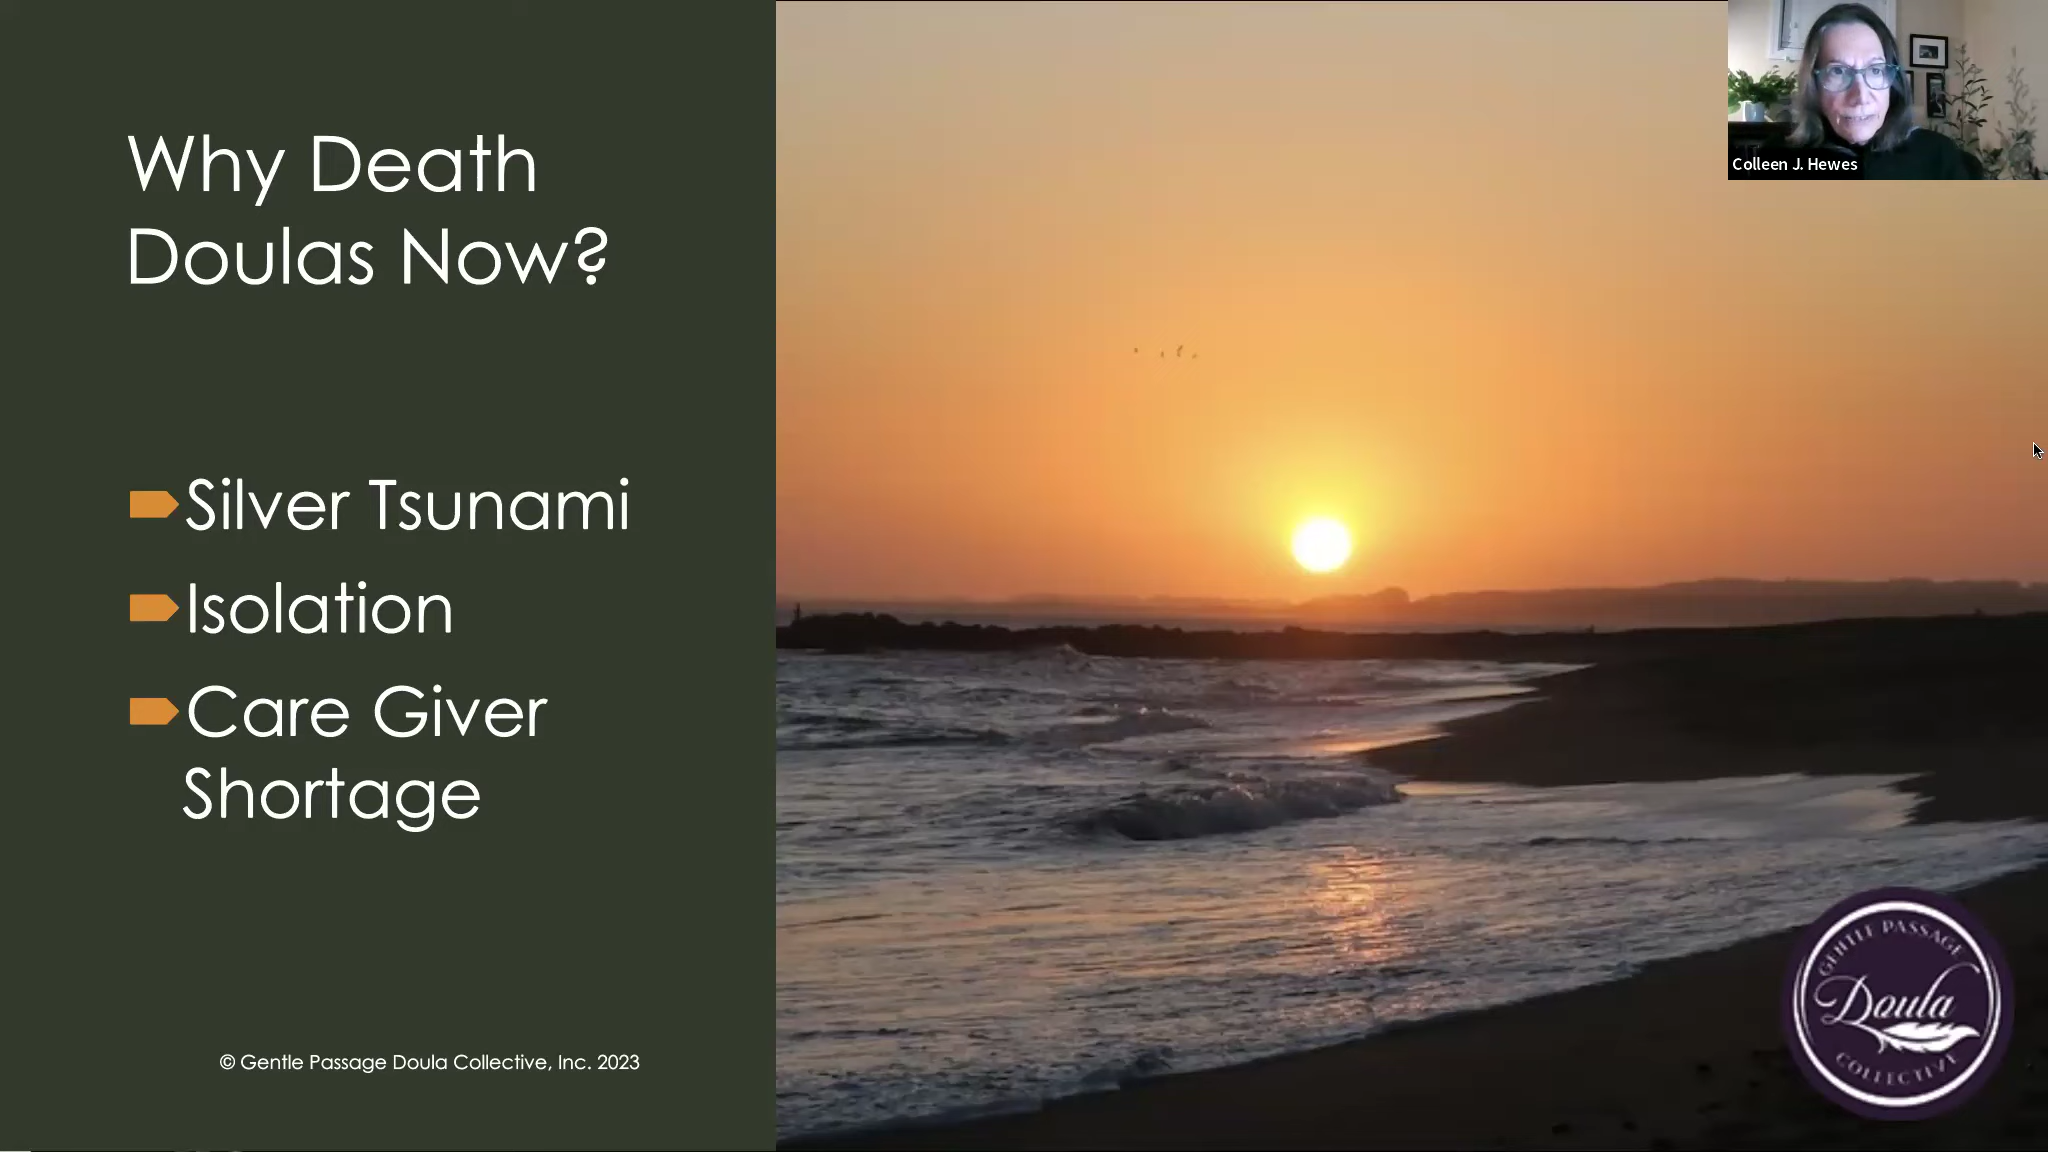 Why Death
Doulas Now?
Silver Tsunami
Isolation
Care Giver
Shortage
© Gentle Passage Doula Collective, Inc. 2023
Colleen J. Hewes
GENTLE PASSAGE
Doula
COLLECTIVE